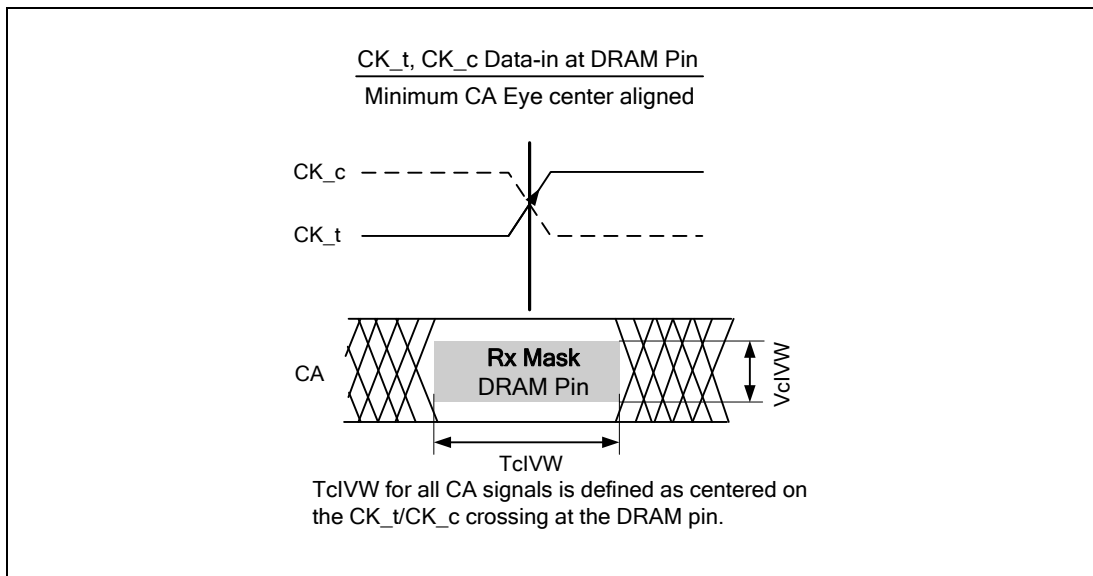 CK_t, CK_c Data-in at DRAM Pin
Minimum CA Eye center aligned
CK_c
CK_t
CA
Rx Mask
DRAM Pin
VcIVW
TcIVW
TcIVW for all CA signals is defined as centered on
the CK_t/CK_c crossing at the DRAM pin.